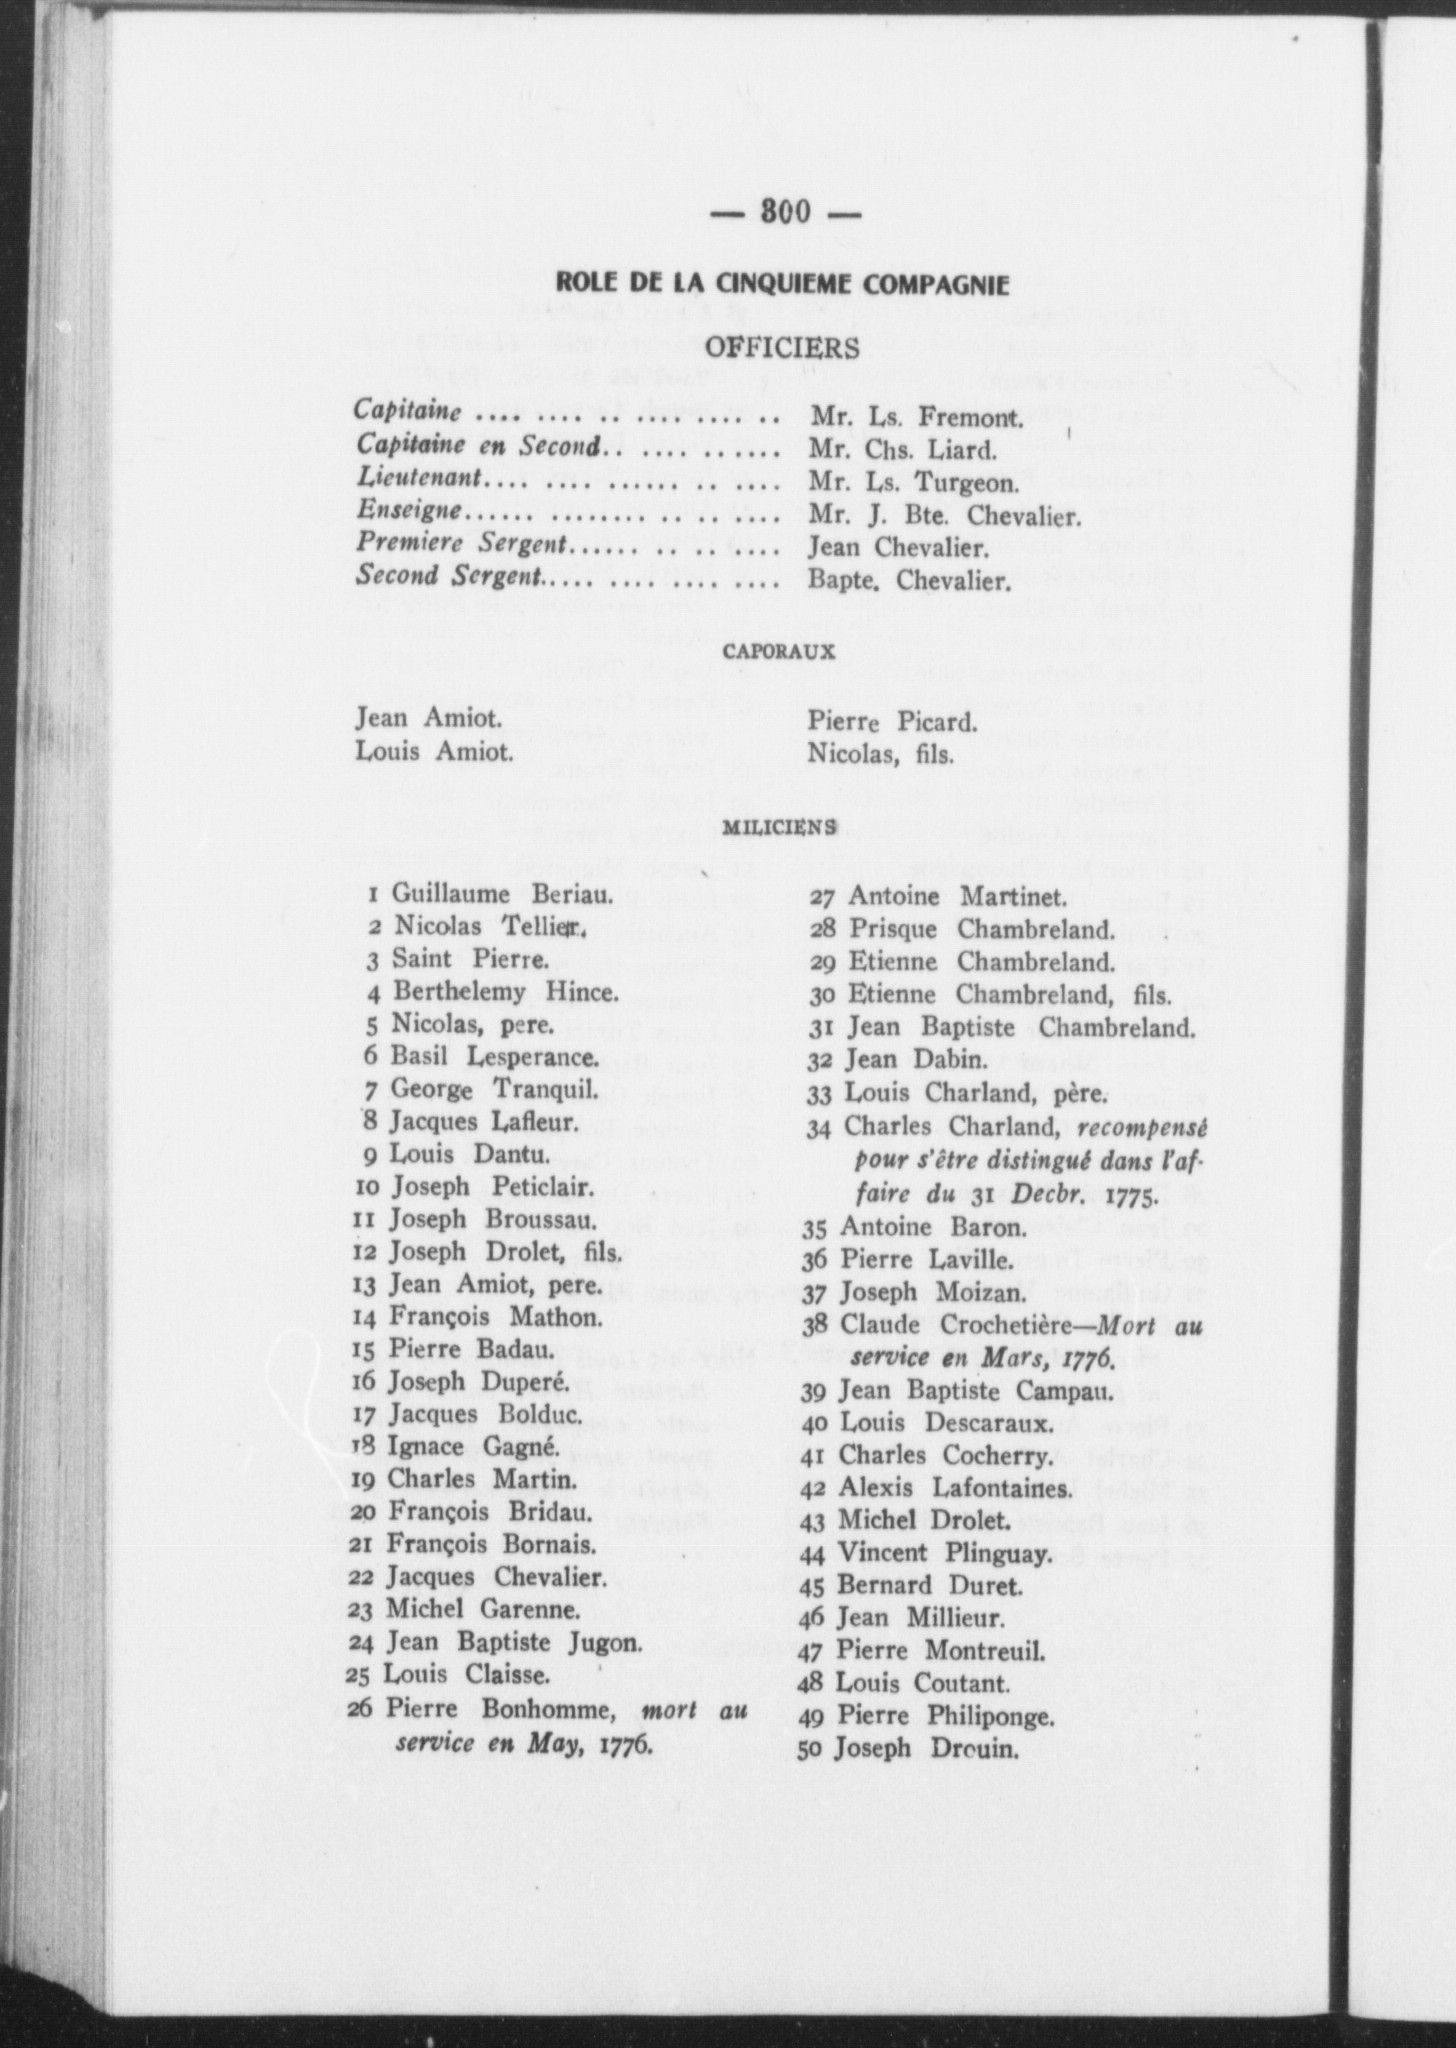 — 300 —
ROLE DE LA CINQUIEME COMPAGNIE
OFFICIERS
Capitaine .... .... .. .... .... .. Mr. Ls. Fremont.
Capitaine en Second.. .... .. .... Mr. Chs. Liard.
Lieutenant.... .... ...... .. .... Mr. Ls. Turgeon.
Enseigne...... ........ .. .. .... Mr. J. Bte. Chevalier.
Premiere Sergent...... .. .. .... Jean Chevalier.
Second Sergent..... .... .... .... Bapte. Chevalier.
CAPORAUX
Jean Amiot.
Louis Amiot.
Pierre Picard.
Nicolas, fils.
MILICIENS
1 Guillaume Beriau.
2 Nicolas Tellier.
3 Saint Pierre.
4 Berthelemy Hince.
5 Nicolas, pere.
6 Basil Lesperance.
7 George Tranquil.
8 Jacques Lafleur.
9 Louis Dantu.
10 Joseph Peticlair.
11 Joseph Broussau.
12 Joseph Drolet, fils.
13 Jean Amiot, pere.
14 François Mathon.
15 Pierre Badau.
16 Joseph Duperé.
17 Jacques Bolduc.
18 Ignace Gagné.
19 Charles Martin.
20 François Bridau.
21 François Bornais.
22 Jacques Chevalier.
23 Michel Garenne.
24 Jean Baptiste Jugon.
25 Louis Claisse.
26 Pierre Bonhomme, mort au
service en May, 1776.
27 Antoine Martinet.
28 Prisque Chambreland.
29 Etienne Chambreland.
30 Etienne Chambreland, fils.
31 Jean Baptiste Chambreland.
32 Jean Dabin.
33 Louis Charland, père.
34 Charles Charland, recompensé
pour s'être distingué dans l'af-
faire du 31 Decbr. 1775.
35 Antoine Baron.
36 Pierre Laville.
37 Joseph Moizan.
38 Claude Crochetière—Mort au
service en Mars, 1776.
39 Jean Baptiste Campau.
40 Louis Descaraux.
41 Charles Cocherry.
42 Alexis Lafontaines.
43 Michel Drolet.
44 Vincent Plinguay.
45 Bernard Duret.
46 Jean Millieur.
47 Pierre Montreuil.
48 Louis Coutant.
49 Pierre Philiponge.
50 Joseph Drouin.